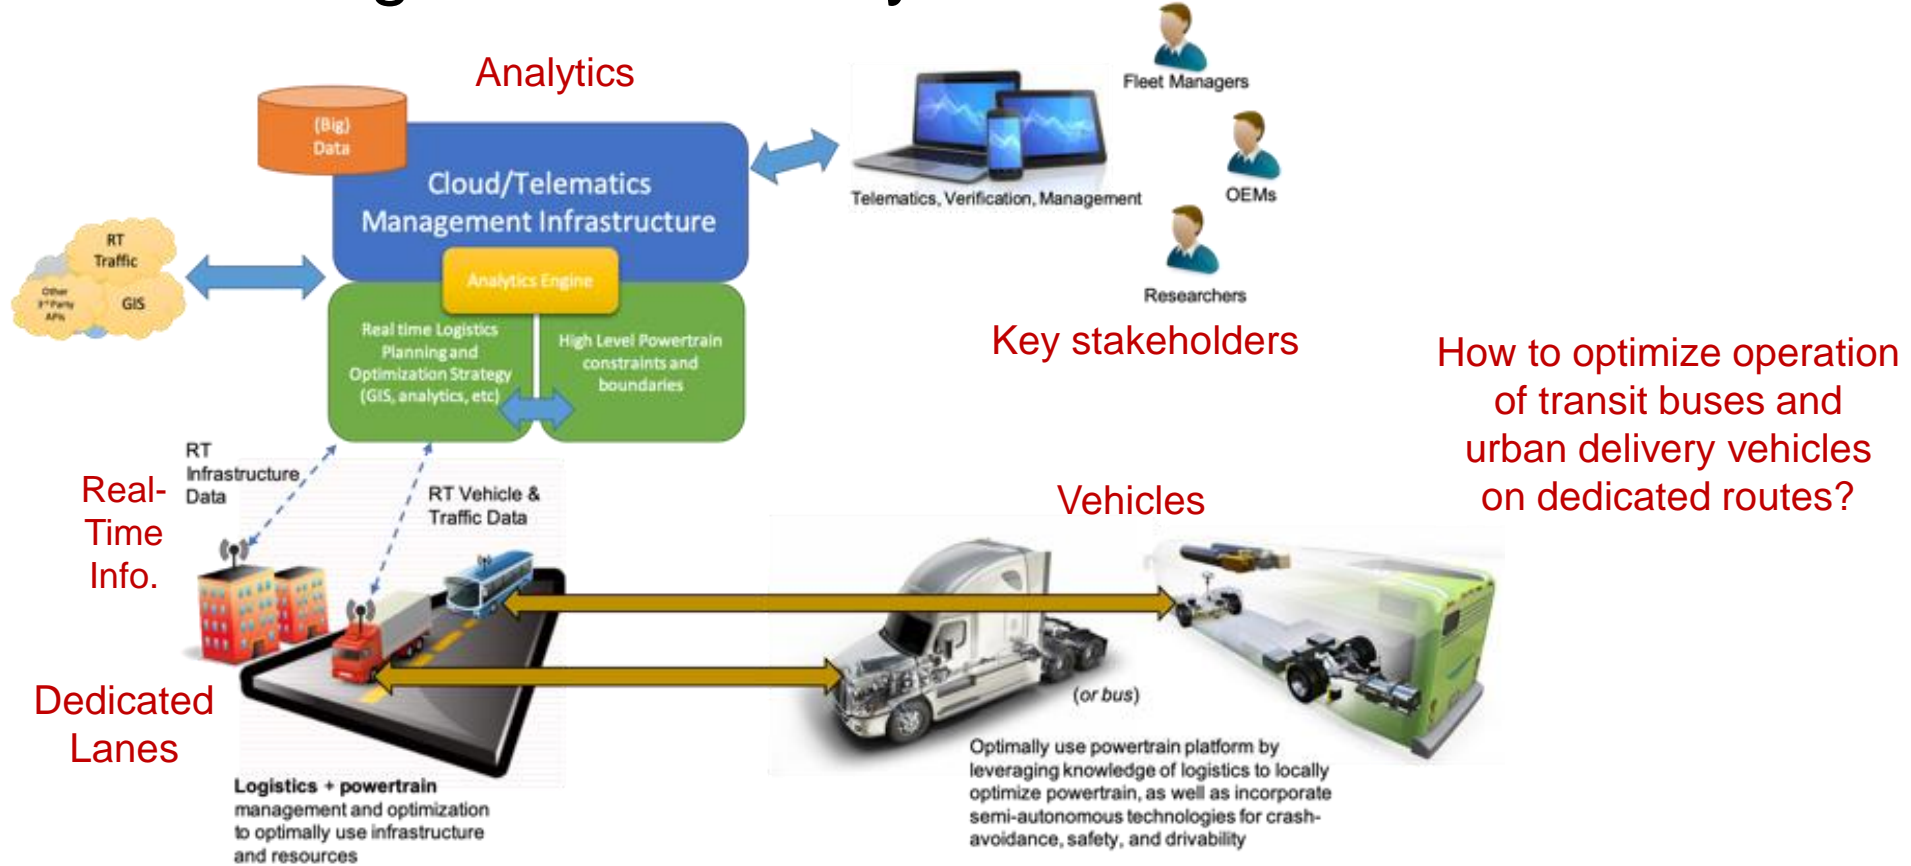 Analytics
(Big)
Data
Cloud/Telematics
Management Infrastructure
Analytics Engine
Real time Logistics
Planning and
Optimization Strategy
(GIS, analytics, etc)
High Level Powertrain
constraints and
boundaries
RT
Traffic
Other
3rd Party
APIs
GIS
Telematics, Verification, Management
Fleet Managers
OEMs
Researchers
Key stakeholders
How to optimize operation
of transit buses and
urban delivery vehicles
on dedicated routes?
RT
Infrastructure
Data
RT Vehicle &
Traffic Data
Real-
Time
Info.
Vehicles
Dedicated
Lanes
(or bus)
Logistics + powertrain
management and optimization
to optimally use infrastructure
and resources
Optimally use powertrain platform by
leveraging knowledge of logistics to locally
optimize powertrain, as well as incorporate
semi-autonomous technologies for crash-
avoidance, safety, and drivability